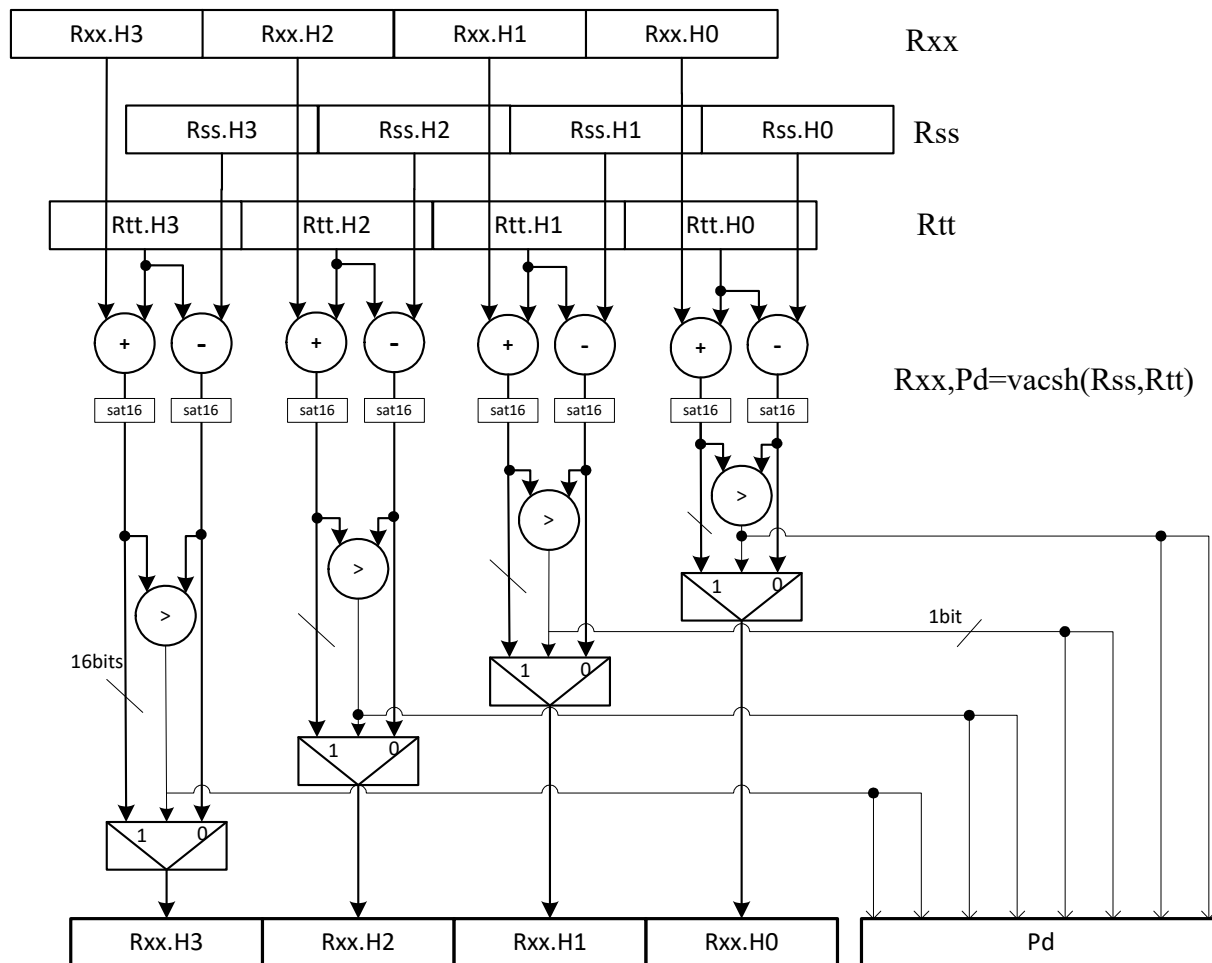 Rxx.H3 Rxx.H2 Rxx.H1 Rxx.H0 Rxx
Rss.H3 Rss.H2 Rss.H1 Rss.H0 Rss
Rtt.H3 Rtt.H2 Rtt.H1 Rtt.H0 Rtt
+ - + - + - + -
Rxx,Pd=vacsh(Rss,Rtt)
sat16 sat16 sat16 sat16 sat16 sat16 sat16 sat16
>
>
>
1 0
>
1bit
16bits
1 0
1 0
1 0
Rxx.H3 Rxx.H2 Rxx.H1 Rxx.H0 Pd